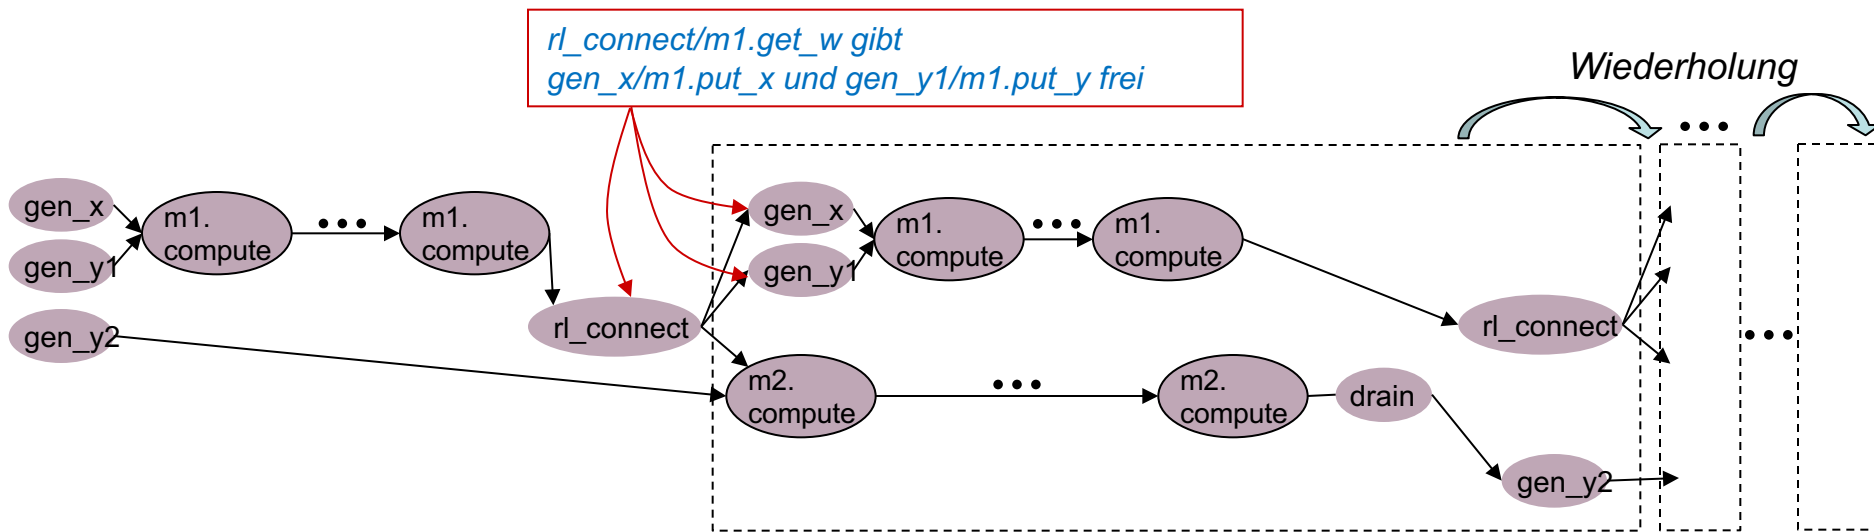 rl_connect/m1.get_w gibt
gen_x/m1.put_x und gen_y1/m1.put_y frei
Wiederholung
gen_x
gen_y1
gen_y2
m1.
compute
m1.
compute
rl_connect
gen_x
gen_y1
m1.
compute
m1.
compute
rl_connect
m2.
compute
m2.
compute
drain
gen_y2